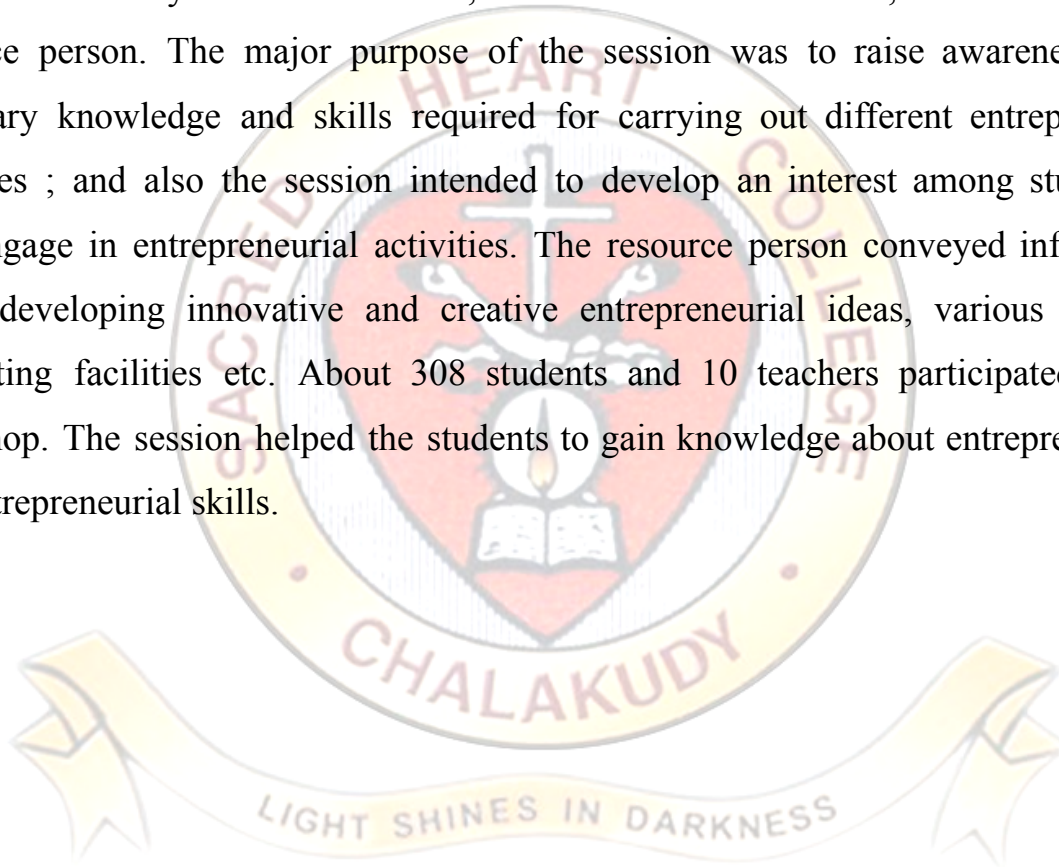 ce person. The major purpose of the session was to raise awarene
ary knowledge and skills required for carrying out different entrep
es ; and also the session intended to develop an interest among stu
ngage in entrepreneurial activities. The resource person conveyed inf
developing innovative and creative entrepreneurial ideas, various
ting facilities etc. About 308 students and 10 teachers participated
op. The session helped the students to gain knowledge about entrepre
trepreneurial skills.
SACRED HEART COLLEGE
CHALAKUDY
LIGHT SHINES IN DARKNESS